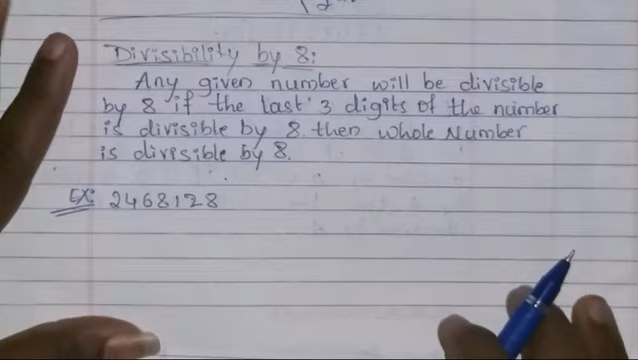 Divisibility by 8:
Any given number will be divisible
by 8 if the last 3 digits of the number
is divisible by 8 then whole Number
is divisible by 8.
EX: 2468128